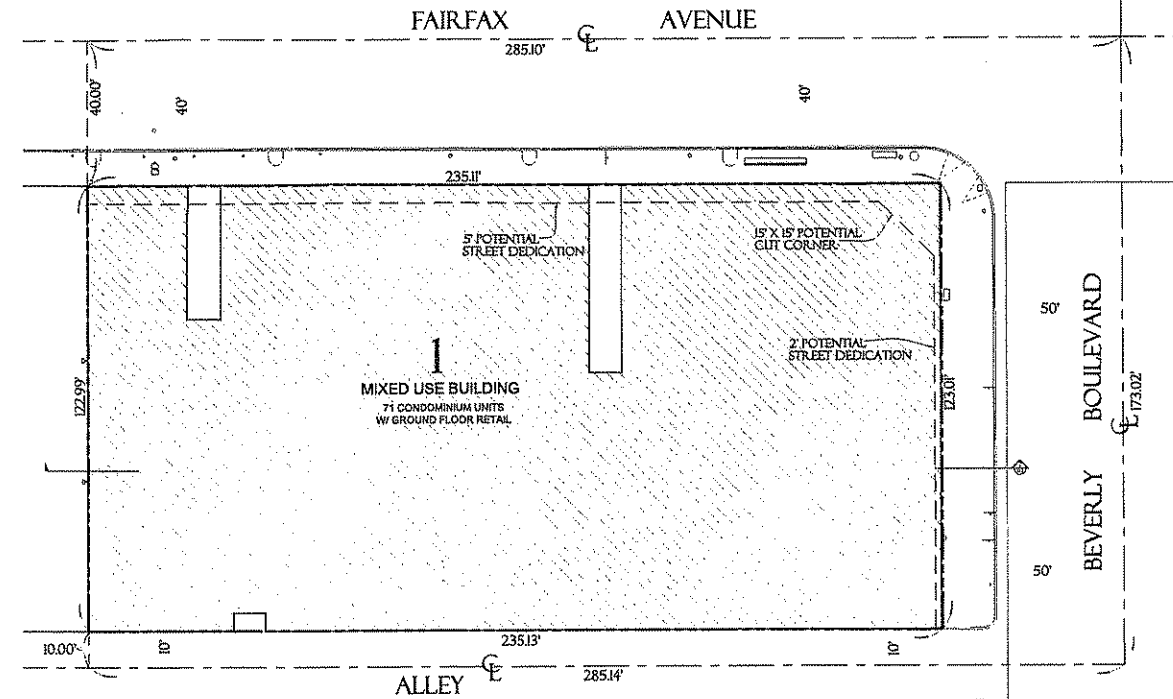 FAIRFAX AVENUE
℄
285.10'
40.00'
40'
40'
235.11'
5' POTENTIAL
STREET DEDICATION
15' X 15' POTENTIAL
CUT CORNER
50'
2' POTENTIAL
STREET DEDICATION
1
MIXED USE BUILDING
71 CONDOMINIUM UNITS
W/ GROUND FLOOR RETAIL
122.99'
123.01'
BEVERLY BOULEVARD
℄
173.02'
50'
10.00'
10'
235.13'
10'
ALLEY
℄
285.14'